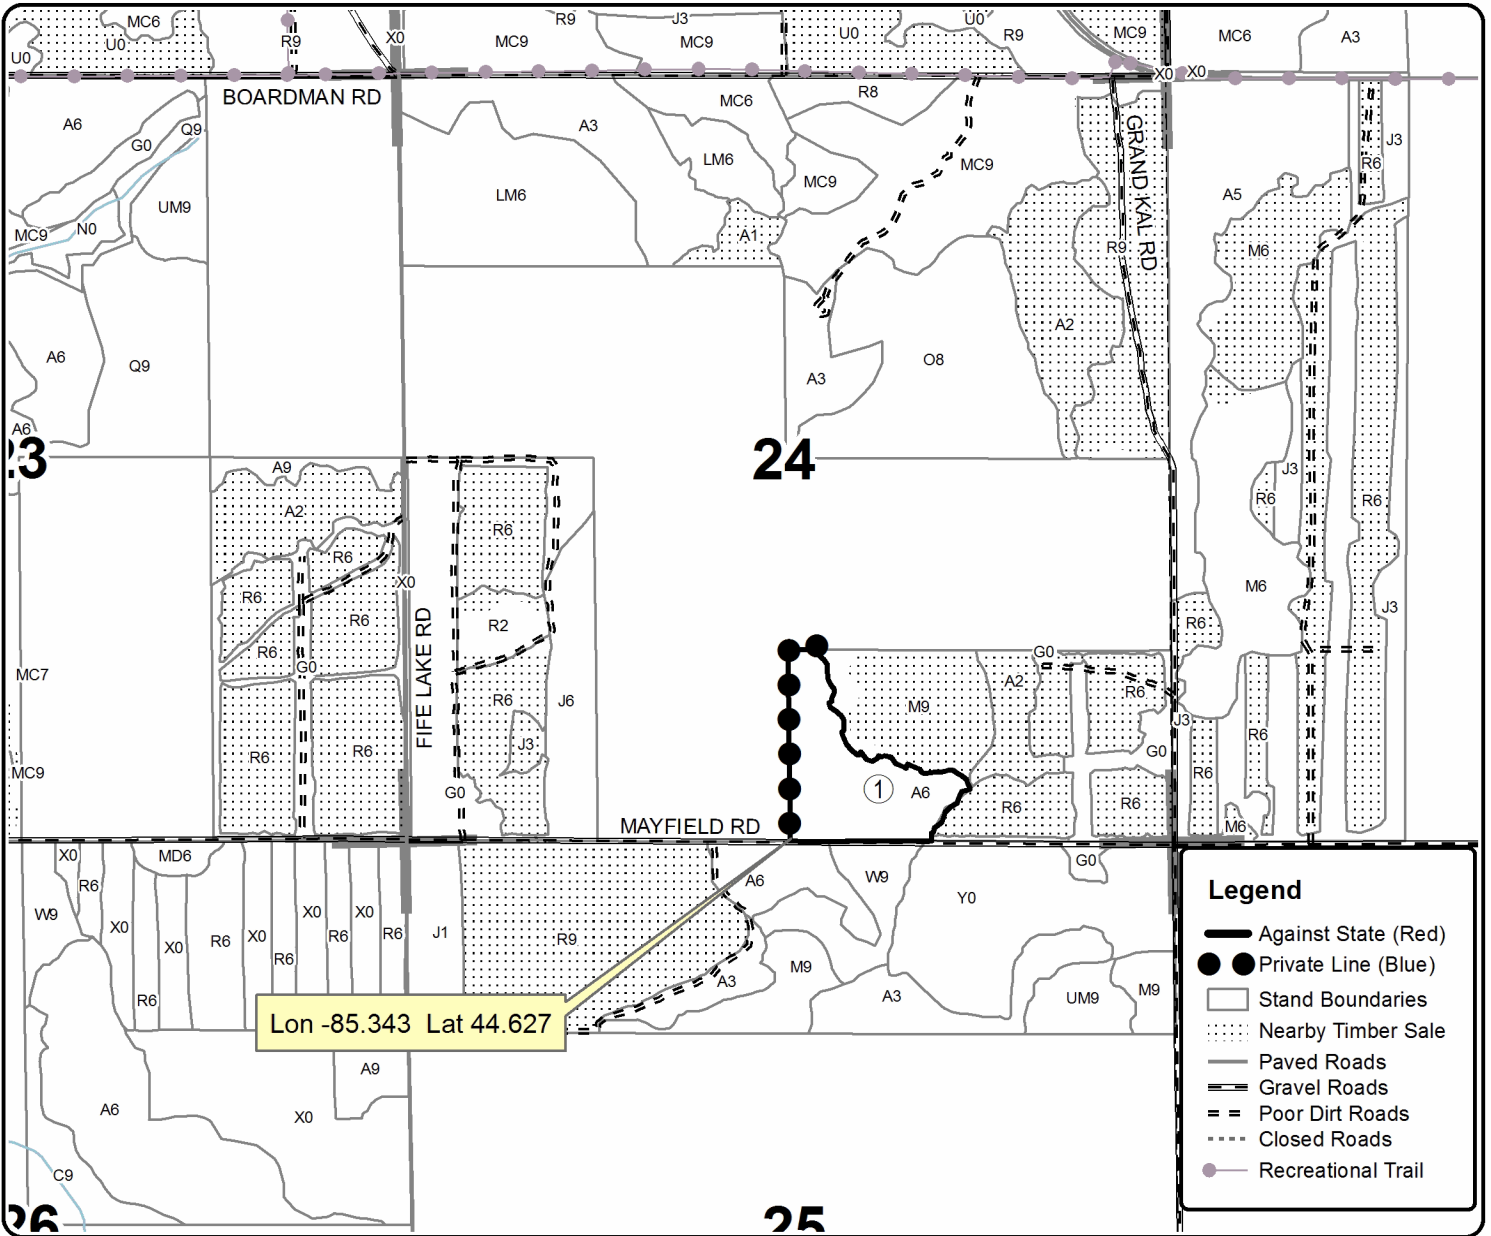 MC6
R9
J3
U0
U0
R9
X0
MC9
MC9
U0
R9
MC9
MC6
A3
U0
X0
X0
BOARDMAN RD
R8
MC6
A6
Q9
G0
A3
GRAND KAL RD
J3
LM6
MC9
R6
MC9
LM6
A5
UM9
N0
MC9
A1
R9
M6
A2
A6
Q9
A3
O8
A6
23
24
A9
J3
R6
R6
A2
R6
R6
X0
M6
R6
R2
R6
R6
J3
R6
FIFE LAKE RD
G0
G0
MC7
A2
R6
R6
J6
M9
J3
R6
J3
R6
R6
G0
MC9
R6
1
A6
G0
R6
R6
M6
MAYFIELD RD
X0
MD6
G0
R6
A6
W9
W9
X0
X0
X0
Y0
X0
R6
X0
R6
R6
J1
R9
R6
M9
A3
A3
UM9
M9
R6
Lon -85.343 Lat 44.627
A9
A6
X0
C9
26
25
Legend
Against State (Red)
Private Line (Blue)
Stand Boundaries
Nearby Timber Sale
Paved Roads
Gravel Roads
Poor Dirt Roads
Closed Roads
Recreational Trail